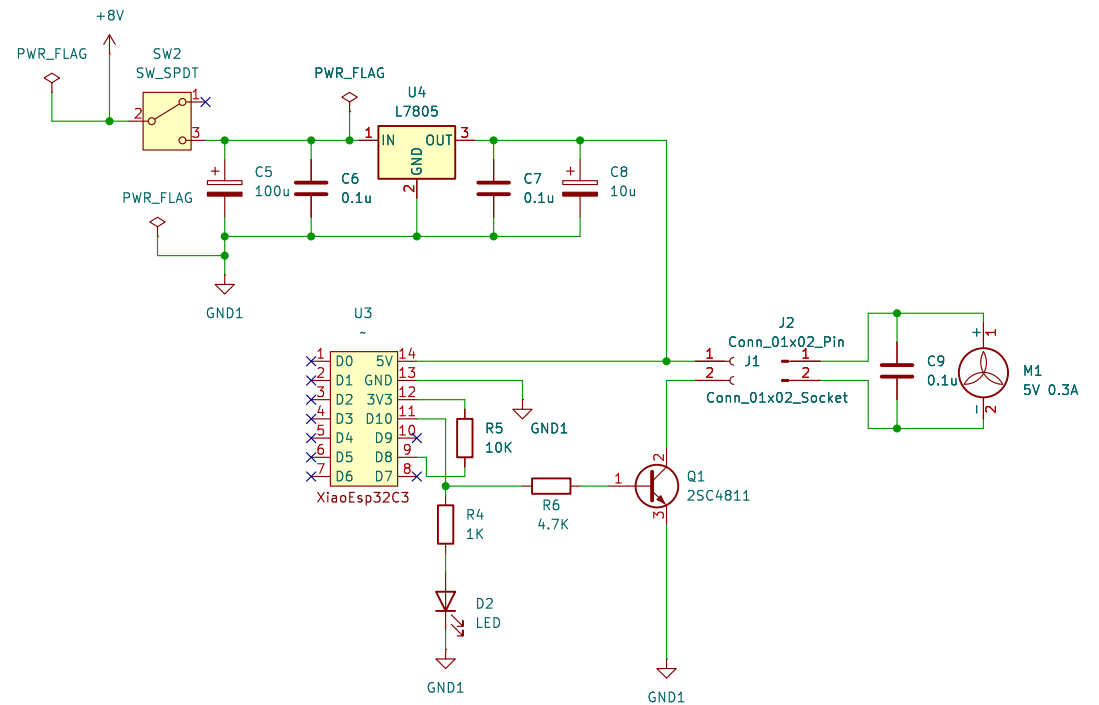 +8V
PWR_FLAG
SW2
SW_SPDT
1
2
3
PWR_FLAG
U4
L7805
1
IN
OUT
3
GND
2
+
C5
100u
C6
0.1u
C7
0.1u
+
C8
10u
PWR_FLAG
GND1
U3
~
1 D0 5V 14
2 D1 GND 13
3 D2 3V3 12
4 D3 D10 11
5 D4 D9 10
6 D5 D8 9
7 D6 D7 8
XiaoEsp32C3
GND1
R5
10K
R4
1K
D2
LED
GND1
R6
4.7K
1
2
3
Q1
2SC4811
GND1
J2
Conn_01x02_Pin
1
J1
1
2
2
Conn_01x02_Socket
C9
0.1u
+
1
M1
5V 0.3A
−
2